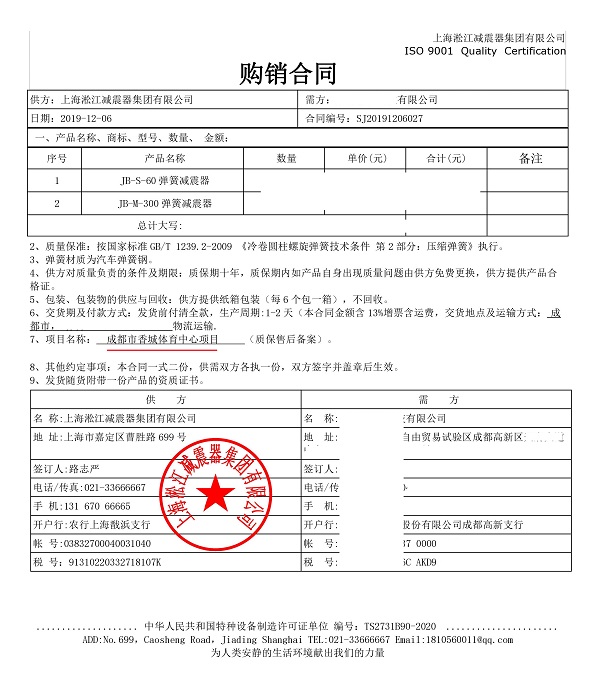 上海淞江减震器集团有限公司
ISO 9001 Quality Certification
购销合同
供方：上海淞江减震器集团有限公司 需方： 有限公司
日期：2019-12-06 合同编号：SJ20191206027
一、产品名称、商标、型号、数量、 金额；
序号 产品名称 数量 单价(元) 合计(元) 备注
1 JB-S-60 弹簧减震器
2 JB-M-300 弹簧减震器
总计大写：
2、质量保准：按国家标准 GB/T 1239.2-2009 《冷卷圆柱螺旋弹簧技术条件 第 2 部分：压缩弹簧》执行。
3、弹簧材质为汽车弹簧钢。
4、供方对质量负责的条件及期限：质保期十年，质保期内如产品自身出现质量问题由供方免费更换，供方提供产品合
格证。
5、包装、包装物的供应与回收：供方提供纸箱包装（每 6 个包一箱），不回收。
6、交货期及付款方式：发货前付清全款，生产周期:1-2 天（本合同金额含 13%增票含运费，交货地点及运输方式： 成
都市， 物流运输.
7、项目名称： 成都市香城体育中心项目 （质保售后备案）。
8、其他约定事项：本合同一式二份，供需双方各执一份，双方签字并盖章后生效。
9、发货随货附带一份产品的资质证书。
供 方 需 方
名 称:上海淞江减震器集团有限公司 名 称: 有限公司
地 址:上海市嘉定区曹胜路 699 号 地 址: 自由贸易试验区成都高新区
签订人:路志严 签订人:
电话/传真:021-33666667 电话/传
手 机:131 670 66665 手 机:
开户行:农行上海戬浜支行 开户行: 股份有限公司成都高新支行
帐 号:03832700040031040 帐 号: 37 0000
税 号：91310220332718107K 税 号: 6C AKD9
上海淞江减震器集团有限公司
.................... 中华人民共和国特种设备制造许可证单位 编号：TS2731B90-2020 .....................
ADD:No.699，Caosheng Road，Jiading Shanghai TEL:021-33666667 Email:1810560011@qq.com
为人类安静的生活环境献出我们的力量